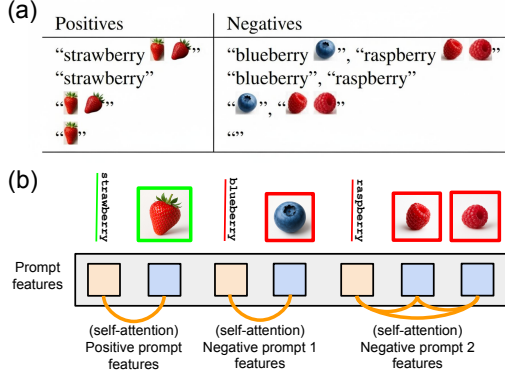 (a)
Positives Negatives
“strawberry ” “blueberry ”, “raspberry ”
“strawberry” “blueberry”, “raspberry”
“ ” “ ”, “ ”
“ ” “”
(b)
strawberry blueberry raspberry
Prompt
features
(self-attention) (self-attention) (self-attention)
Positive prompt Negative prompt 1 Negative prompt 2
features features features